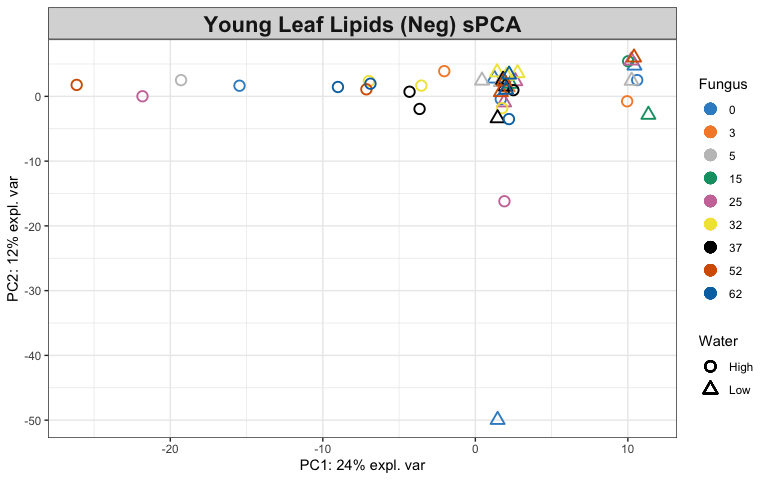 Young Leaf Lipids (Neg) sPCA
PC2: 12% expl. var
0
-10
-20
-30
-40
-50
-20
-10
0
10
PC1: 24% expl. var
Fungus
0
3
5
15
25
32
37
52
62
Water
High
Low